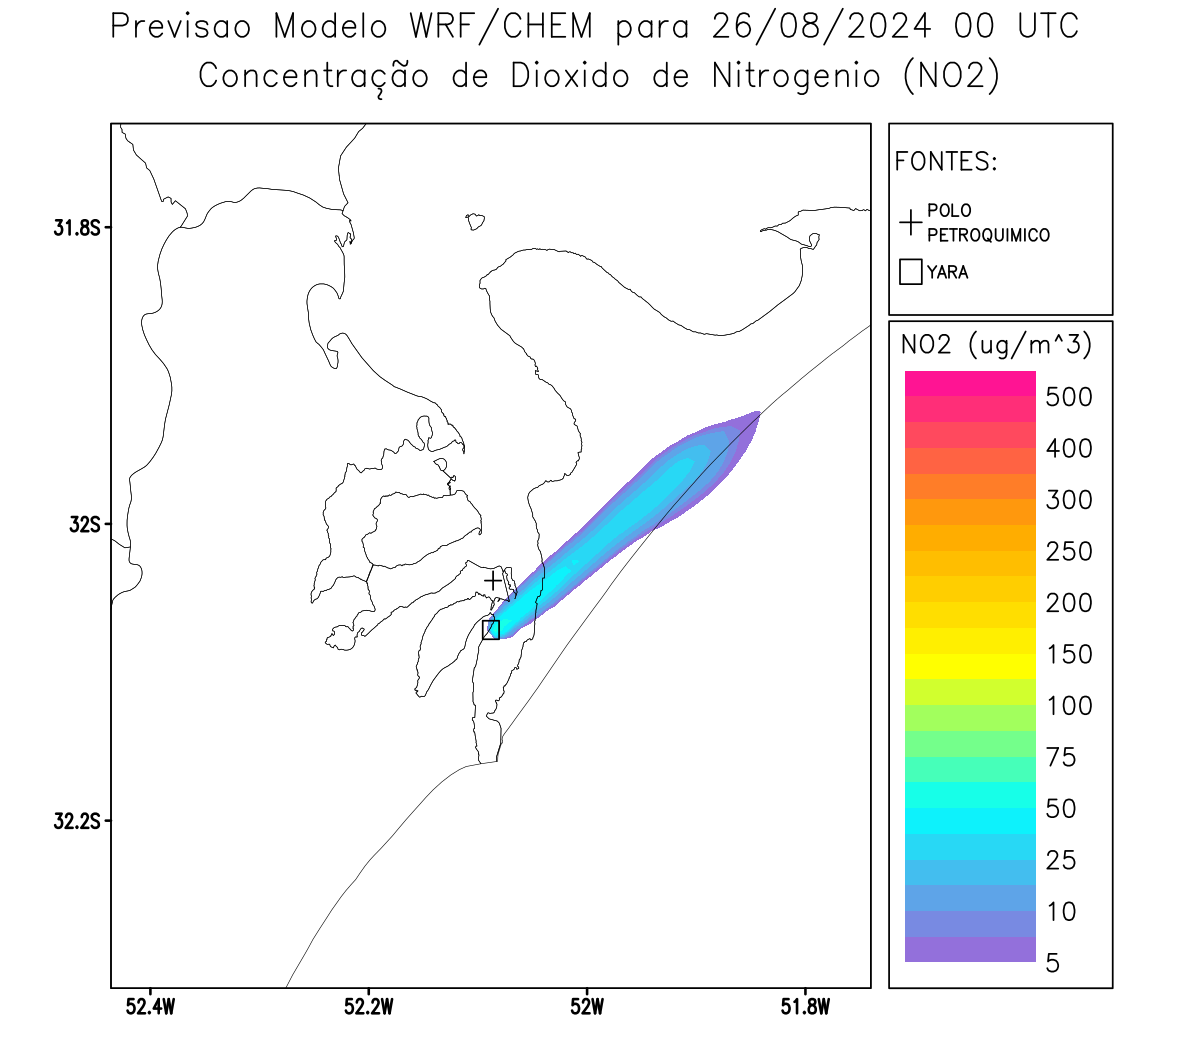 Previsao Modelo WRF/CHEM para 26/08/2024 00 UTC
Concentração de Dioxido de Nitrogenio (NO2)
FONTES:
POLO
PETROQUIMICO
YARA
31.8S
32S
32.2S
52.4W
52.2W
52W
51.8W
NO2 (ug/m^3)
500
400
300
250
200
150
100
75
50
25
10
5